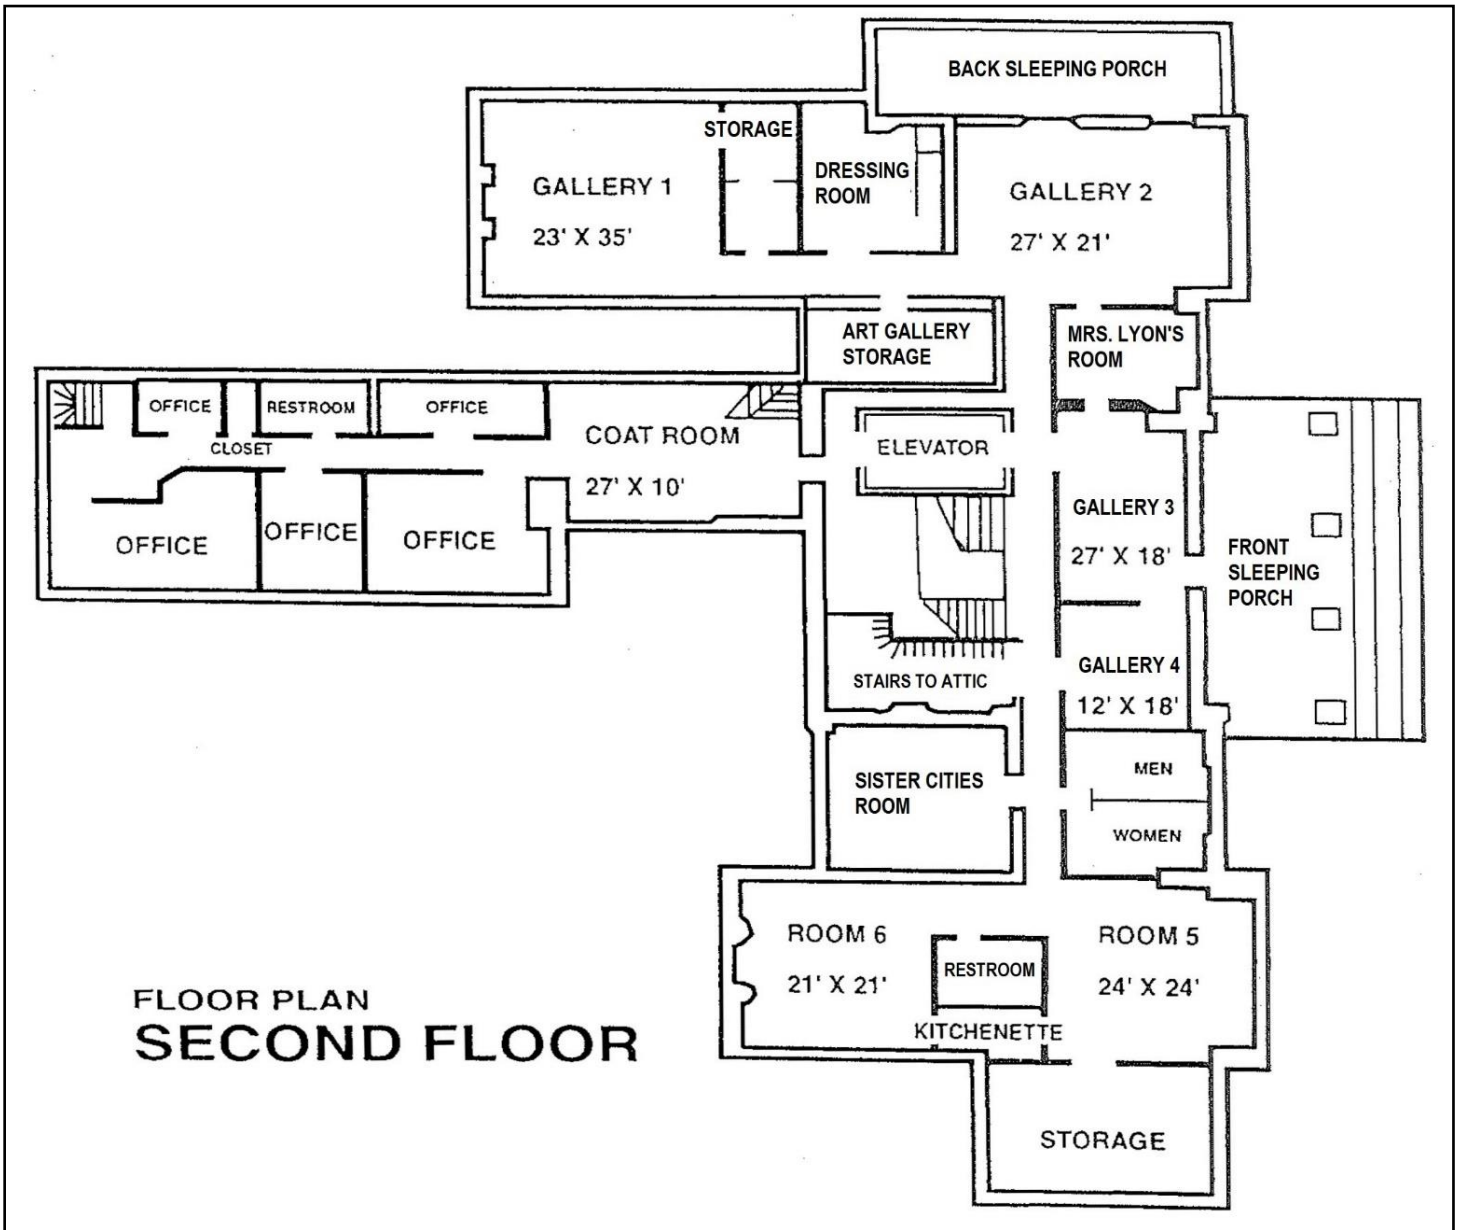 BACK SLEEPING PORCH
STORAGE
DRESSING
ROOM
GALLERY 1
23' X 35'
GALLERY 2
27' X 21'
ART GALLERY
STORAGE
MRS. LYON'S
ROOM
OFFICE
RESTROOM
OFFICE
CLOSET
COAT ROOM
27' X 10'
ELEVATOR
OFFICE
OFFICE
OFFICE
GALLERY 3
27' X 18'
FRONT
SLEEPING
PORCH
STAIRS TO ATTIC
GALLERY 4
12' X 18'
SISTER CITIES
ROOM
MEN
WOMEN
ROOM 6
21' X 21'
RESTROOM
KITCHENETTE
ROOM 5
24' X 24'
STORAGE
FLOOR PLAN
SECOND FLOOR